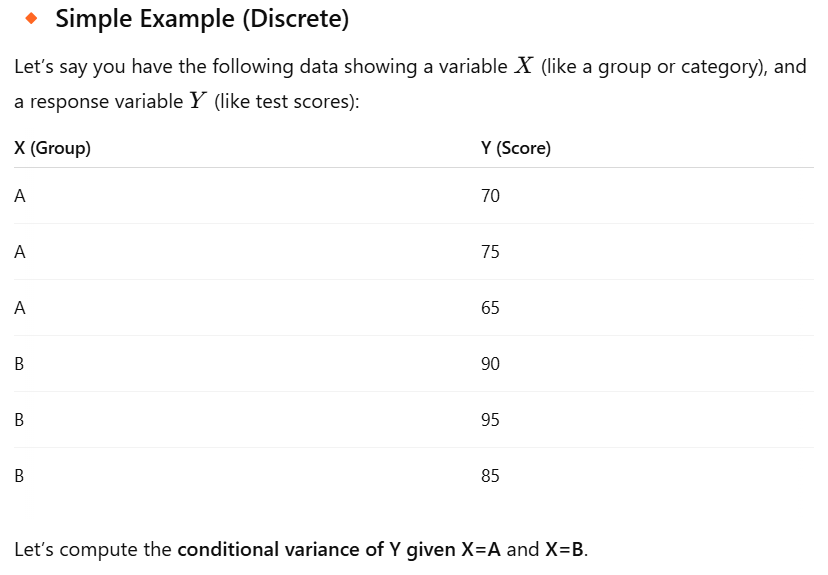 Simple Example (Discrete)
Let's say you have the following data showing a variable X (like a group or category), and
a response variable Y (like test scores):
X (Group) Y (Score)
A 70
A 75
A 65
B 90
B 95
B 85
Let's compute the conditional variance of Y given X=A and X=B.